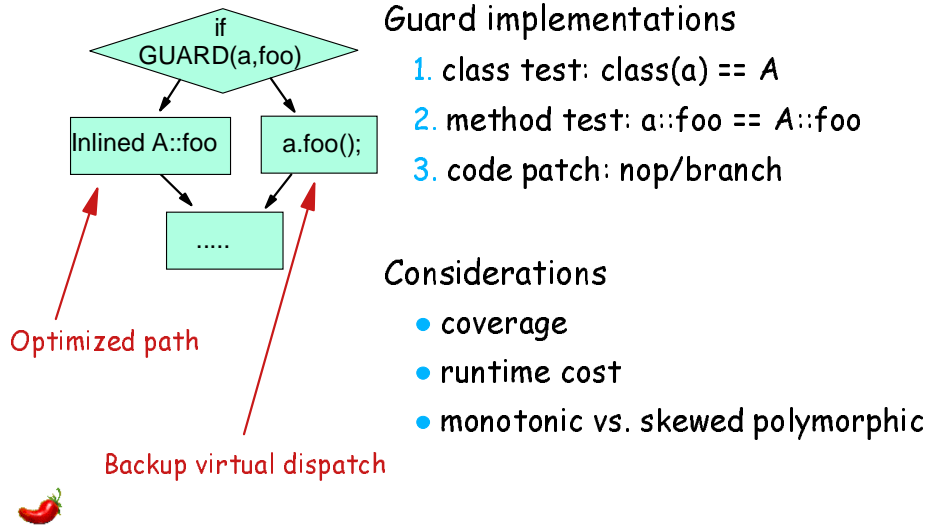 if
GUARD(a,foo)
Inlined A::foo
a.foo();
.....
Optimized path
Backup virtual dispatch
Guard implementations
1. class test: class(a) == A
2. method test: a::foo == A::foo
3. code patch: nop/branch
Considerations
• coverage
• runtime cost
• monotonic vs. skewed polymorphic